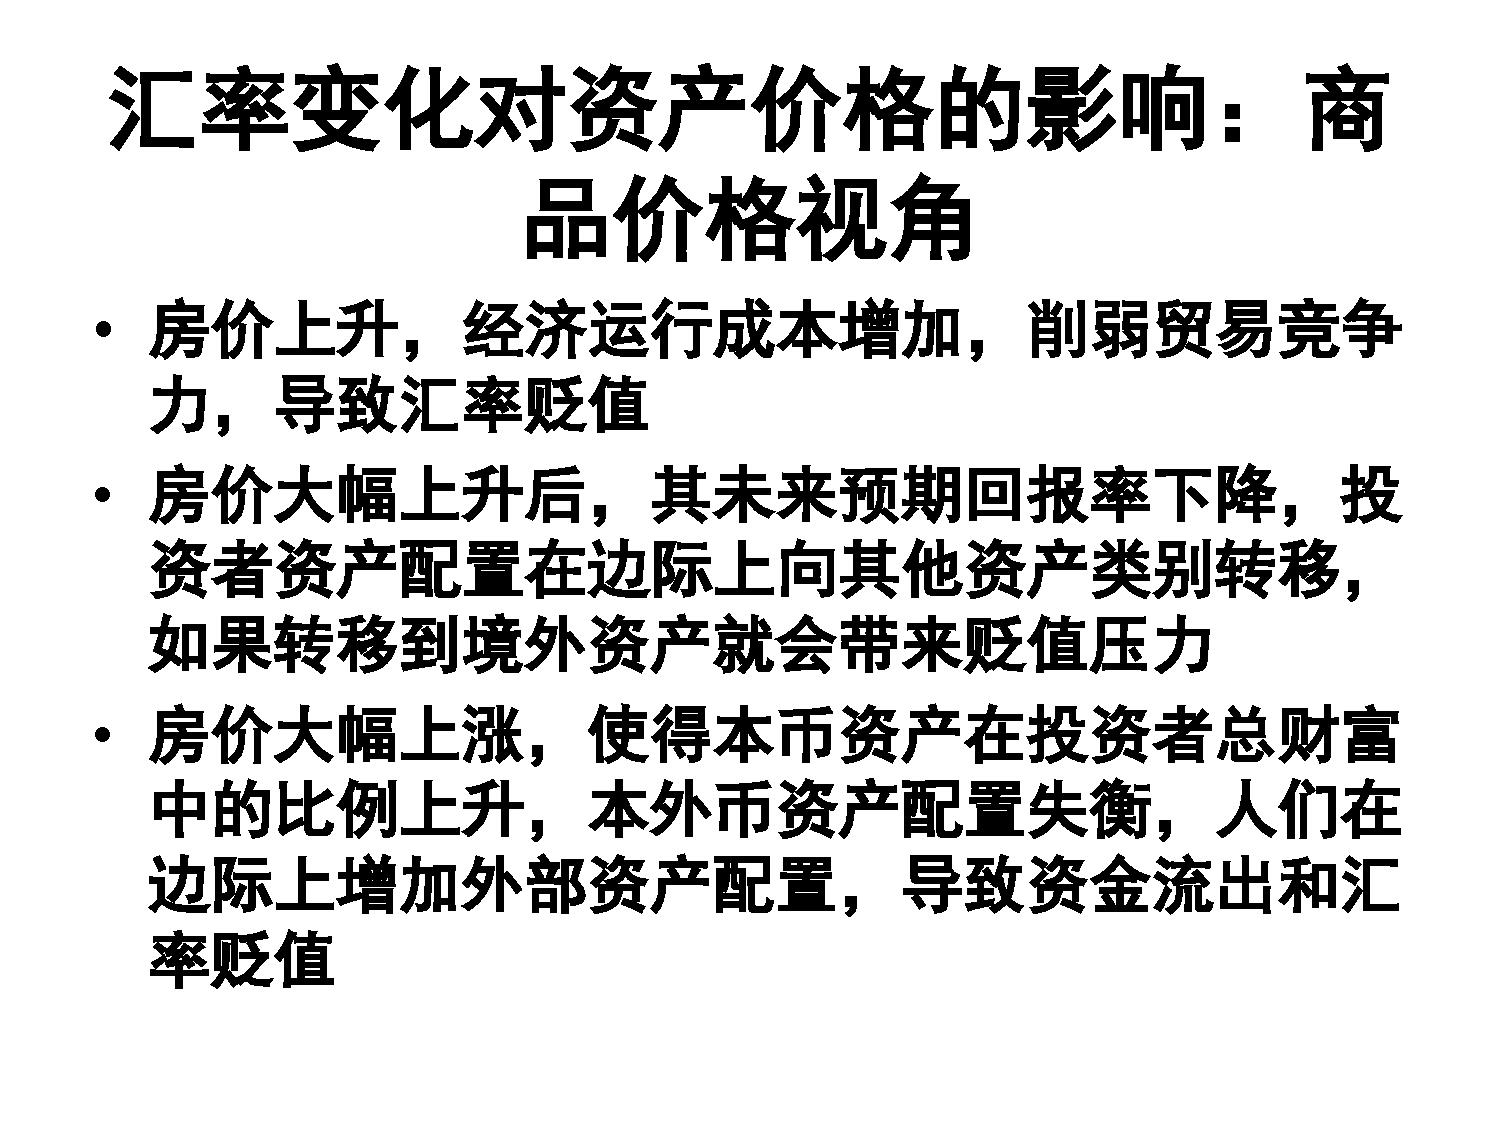 汇率变化对资产价格的影响：商
品价格视角
• 房价上升，经济运行成本增加，削弱贸易竞争
力，导致汇率贬值
• 房价大幅上升后，其未来预期回报率下降，投
资者资产配置在边际上向其他资产类别转移，
如果转移到境外资产就会带来贬值压力
• 房价大幅上涨，使得本币资产在投资者总财富
中的比例上升，本外币资产配置失衡，人们在
边际上增加外部资产配置，导致资金流出和汇
率贬值